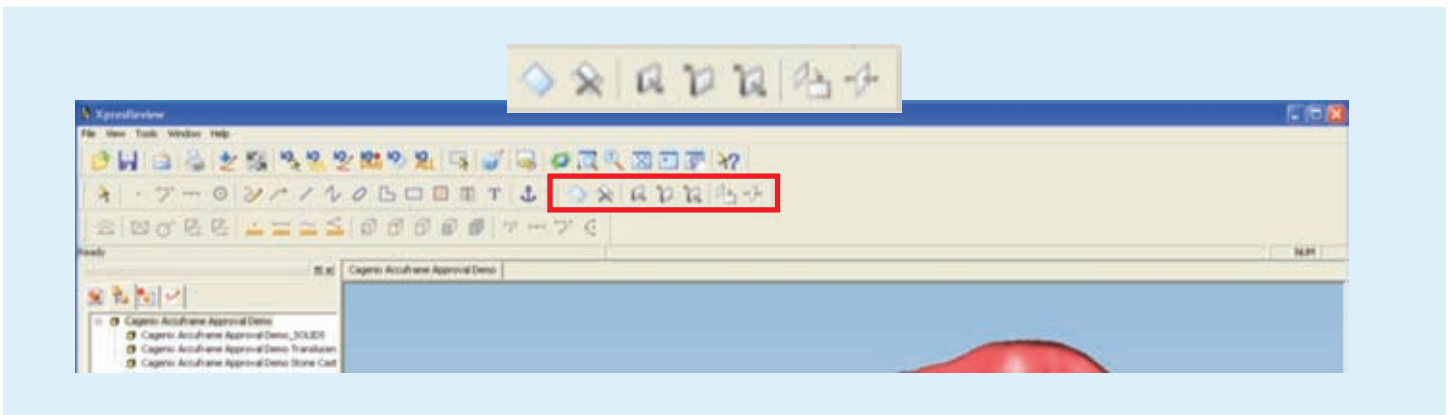 XpresReview
File View Tools Window Help
T
Ready
NUM
Cagenix Accuframe Approval Demo
Cagenix Accuframe Approval Demo
Cagenix Accuframe Approval Demo_SOLIDS
Cagenix Accuframe Approval Demo Translucen
Cagenix Accuframe Approval Demo Stone Cast